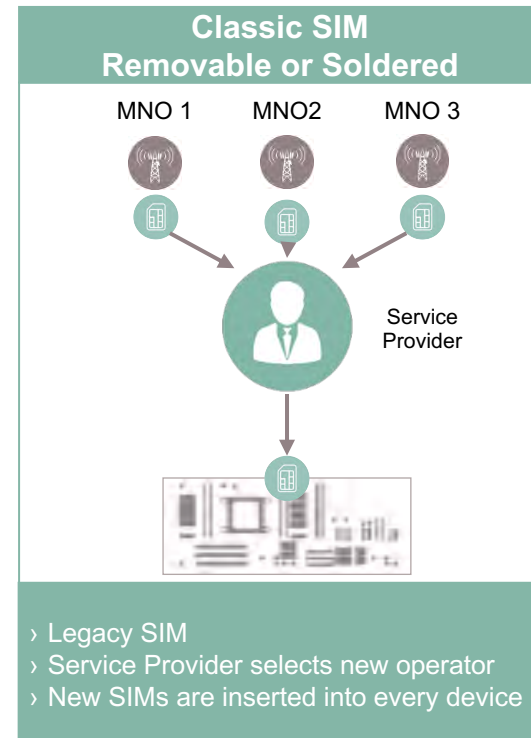 Classic SIM
Removable or Soldered
MNO 1
MNO2
MNO 3
Service
Provider
› Legacy SIM
› Service Provider selects new operator
› New SIMs are inserted into every device